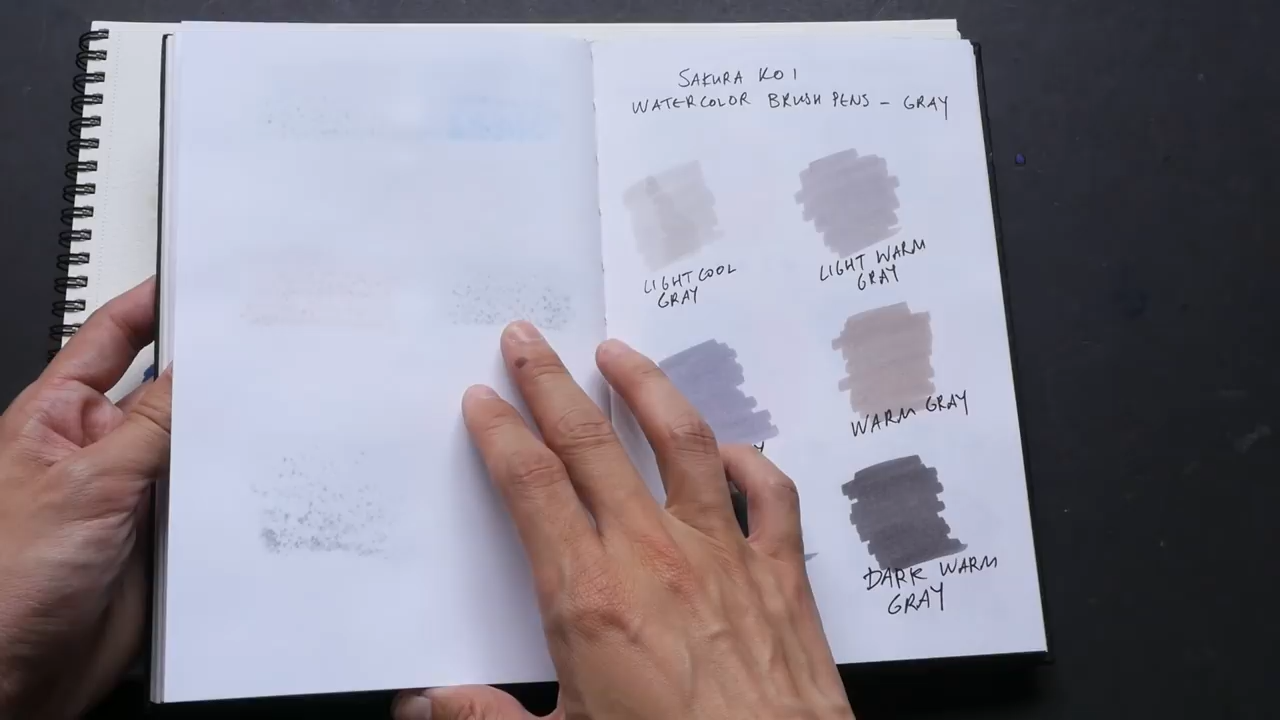 SAKURA KOI
WATERCOLOR BRUSH PENS - GRAY
LIGHT COOL
GRAY
LIGHT WARM
GRAY
WARM GRAY
DARK WARM
GRAY